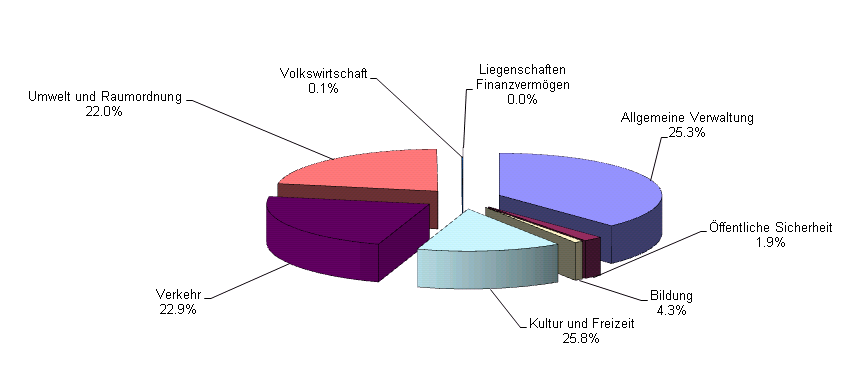 Liegenschaften
Finanzvermögen
0.0%
Volkswirtschaft
0.1%
Umwelt und Raumordnung
22.0%
Allgemeine Verwaltung
25.3%
Öffentliche Sicherheit
1.9%
Bildung
4.3%
Verkehr
22.9%
Kultur und Freizeit
25.8%